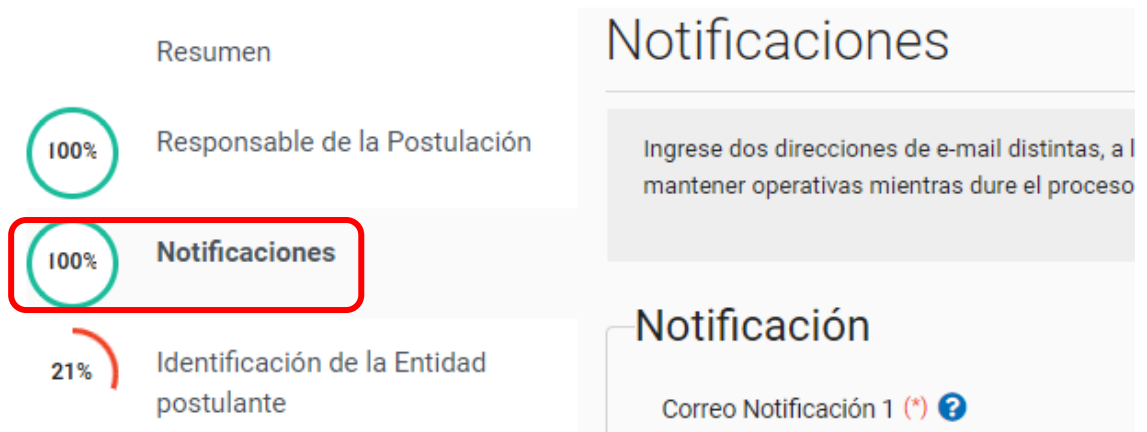 Resumen
100%
Responsable de la Postulación
100%
Notificaciones
21%
Identificación de la Entidad
postulante
Notificaciones
Ingrese dos direcciones de e-mail distintas, a l
mantener operativas mientras dure el proceso
Notificación
Correo Notificación 1 (*) ?